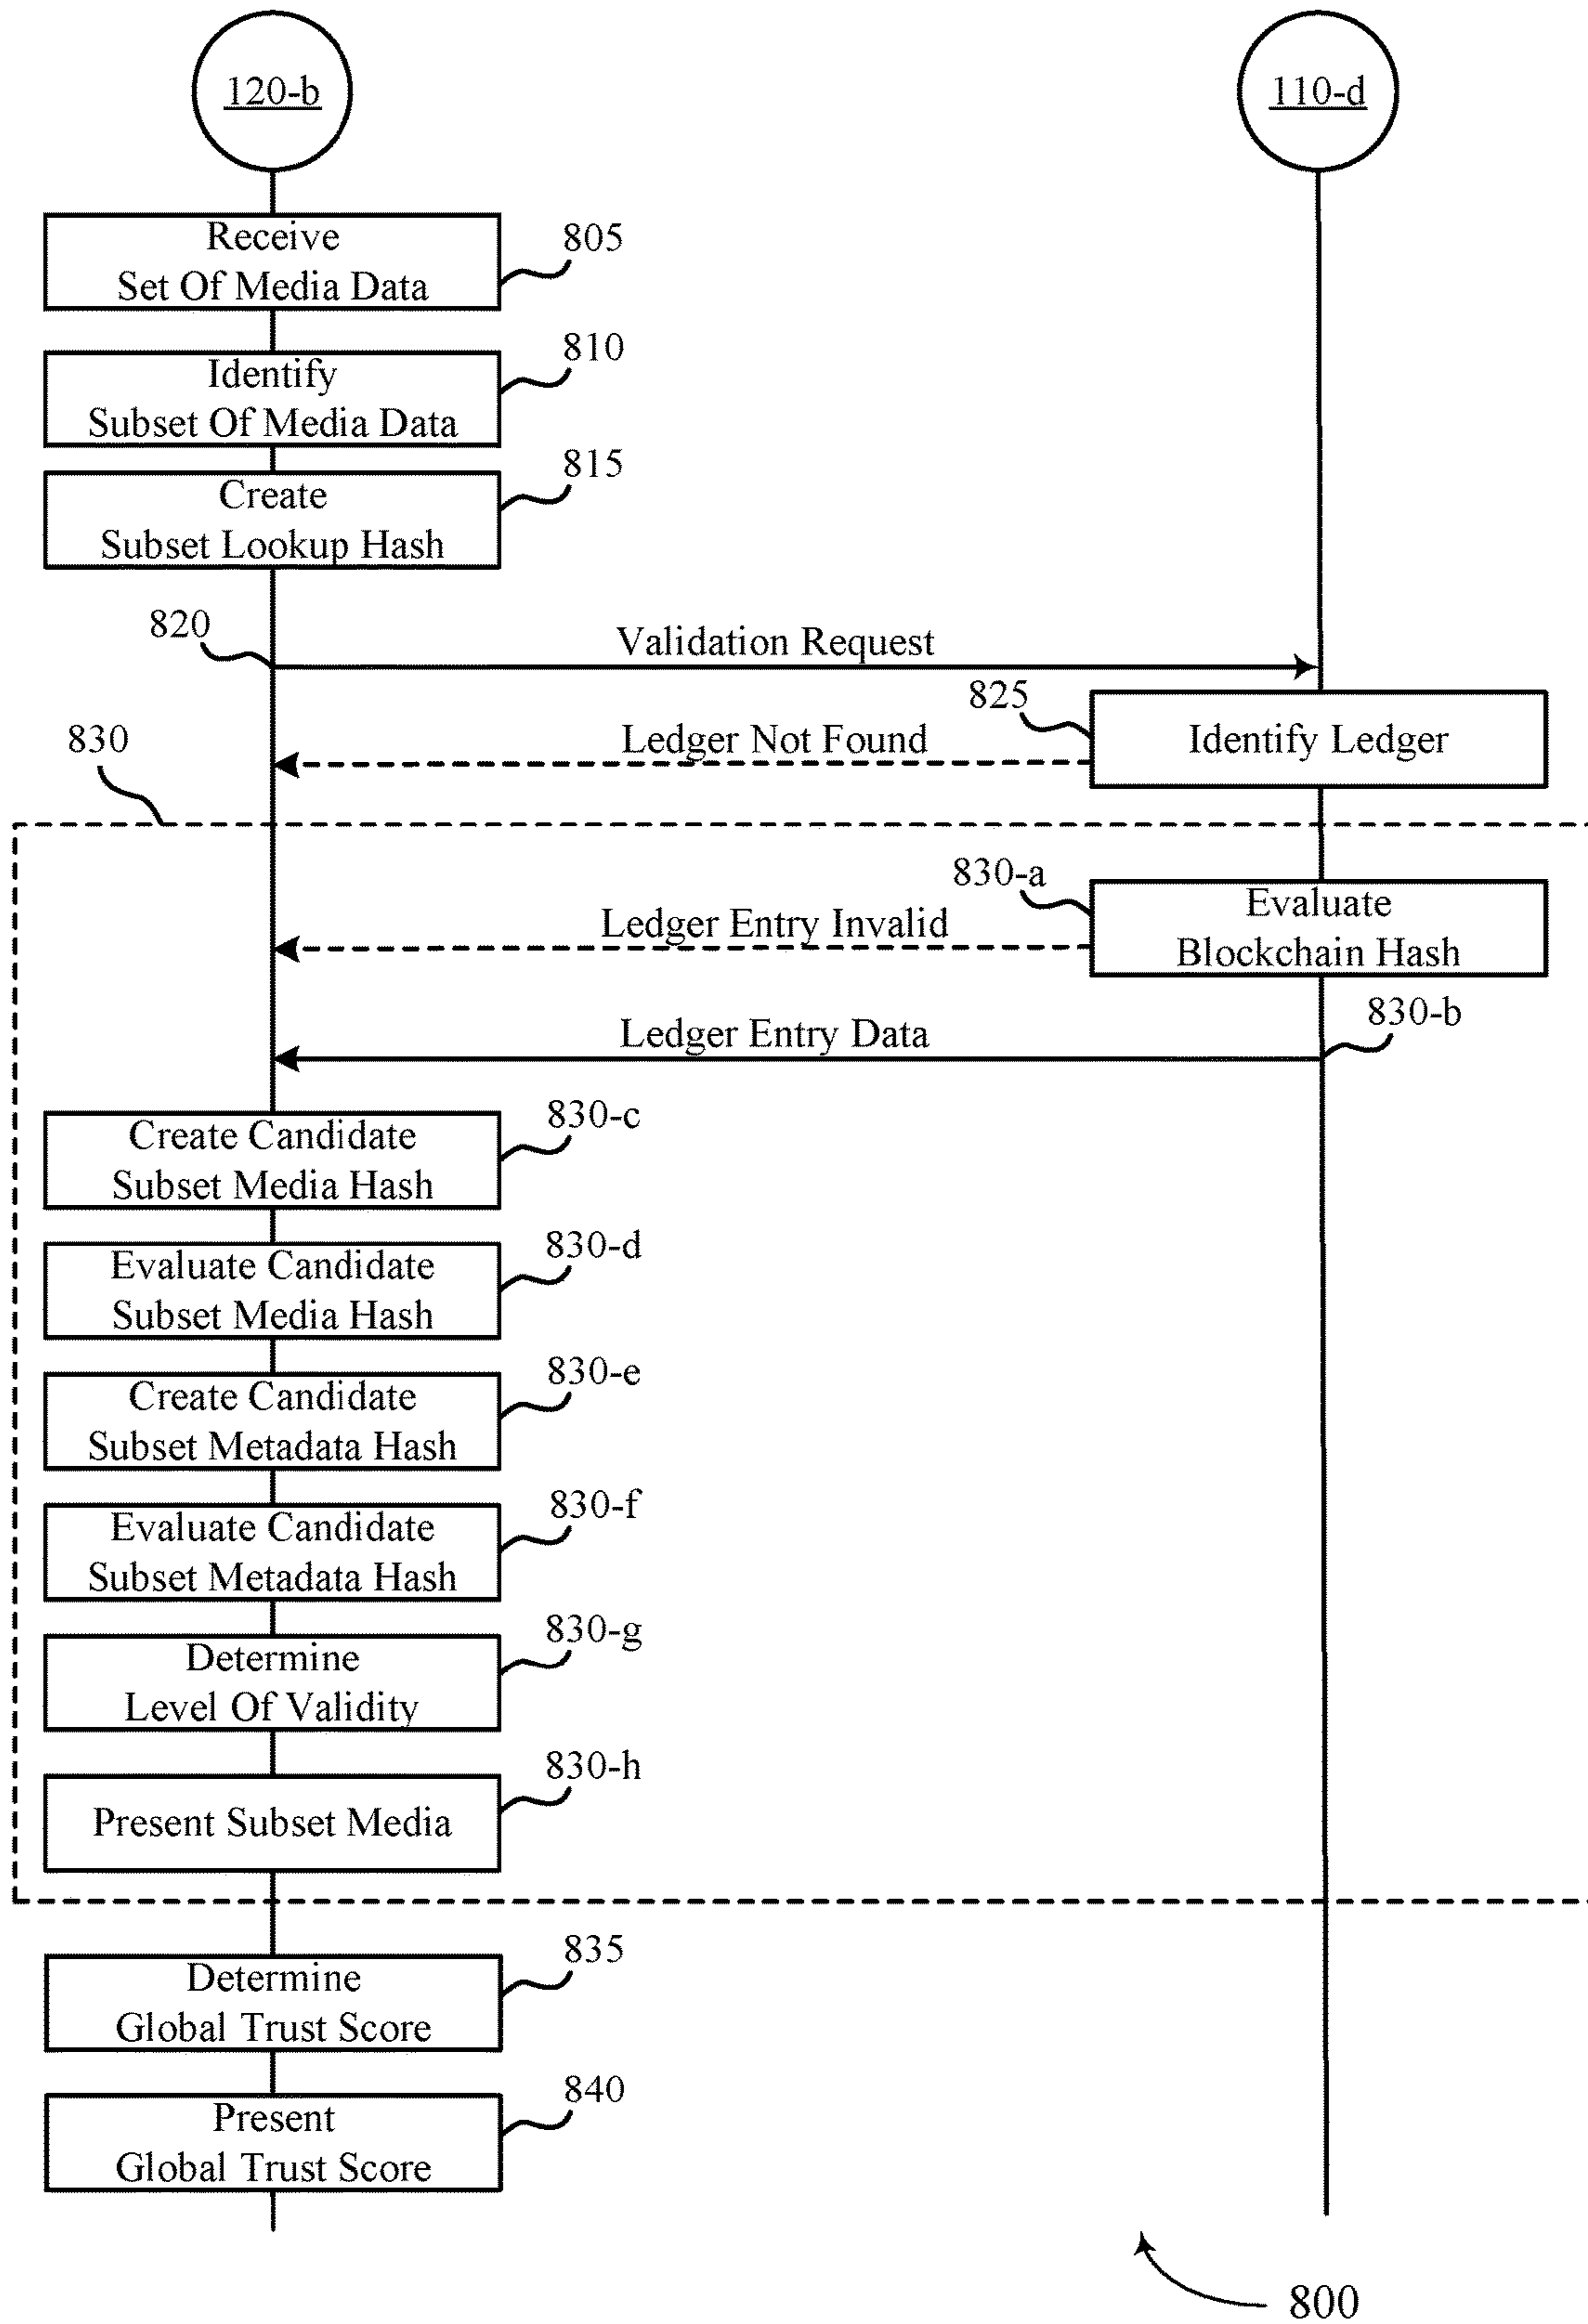 120-b
110-d
Receive
Set Of Media Data
805
Identify
Subset Of Media Data
810
Create
Subset Lookup Hash
815
820
Validation Request
825
Identify Ledger
Ledger Not Found
830
830-a
Evaluate
Blockchain Hash
Ledger Entry Invalid
830-b
Ledger Entry Data
Create Candidate
Subset Media Hash
830-c
Evaluate Candidate
Subset Media Hash
830-d
Create Candidate
Subset Metadata Hash
830-e
Evaluate Candidate
Subset Metadata Hash
830-f
Determine
Level Of Validity
830-g
Present Subset Media
830-h
Determine
Global Trust Score
835
Present
Global Trust Score
840
800